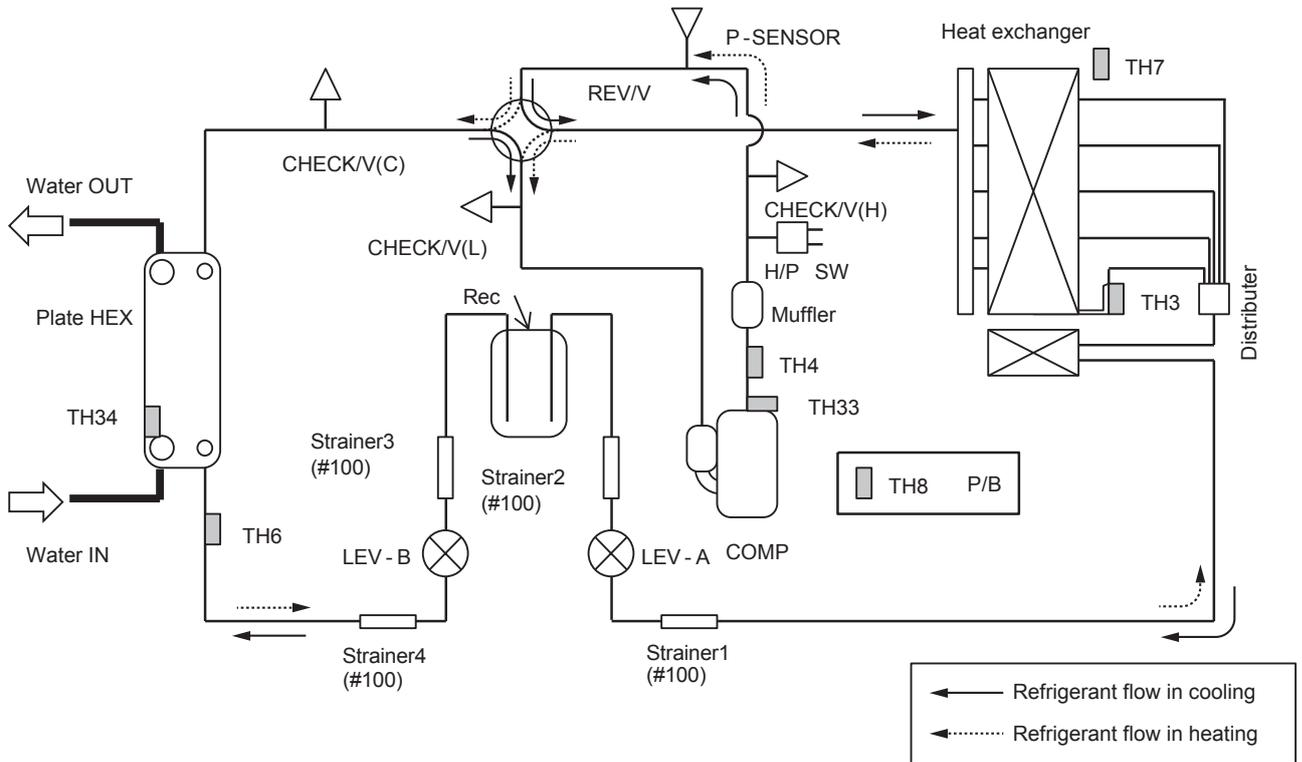 P-SENSOR
Heat exchanger
TH7
REV/V
CHECK/V(C)
Water OUT
CHECK/V(H)
CHECK/V(L)
H/P SW
Rec
Plate HEX
Muffler
TH3
Distributer
TH4
TH34
TH33
Strainer3
(#100)
Strainer2
(#100)
TH8 P/B
TH6
Water IN
LEV-B
LEV-A
COMP
Strainer4
(#100)
Strainer1
(#100)
Refrigerant flow in cooling
Refrigerant flow in heating